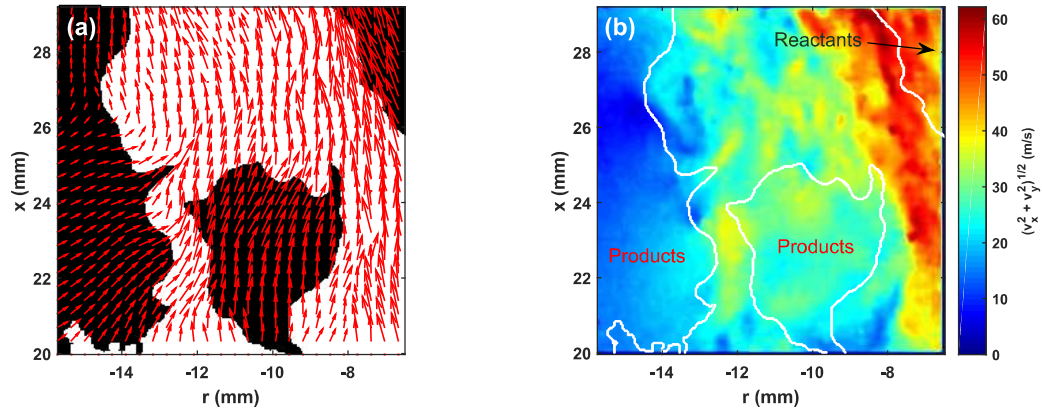 (a)
28
26
24
22
20
x (mm)
-14
-12
-10
-8
r (mm)
(b)
Reactants
Products
Products
28
26
24
22
20
x (mm)
-14
-12
-10
-8
r (mm)
60
50
40
30
20
10
0
(v_x^2 + v_y^2)^{1/2} (m/s)